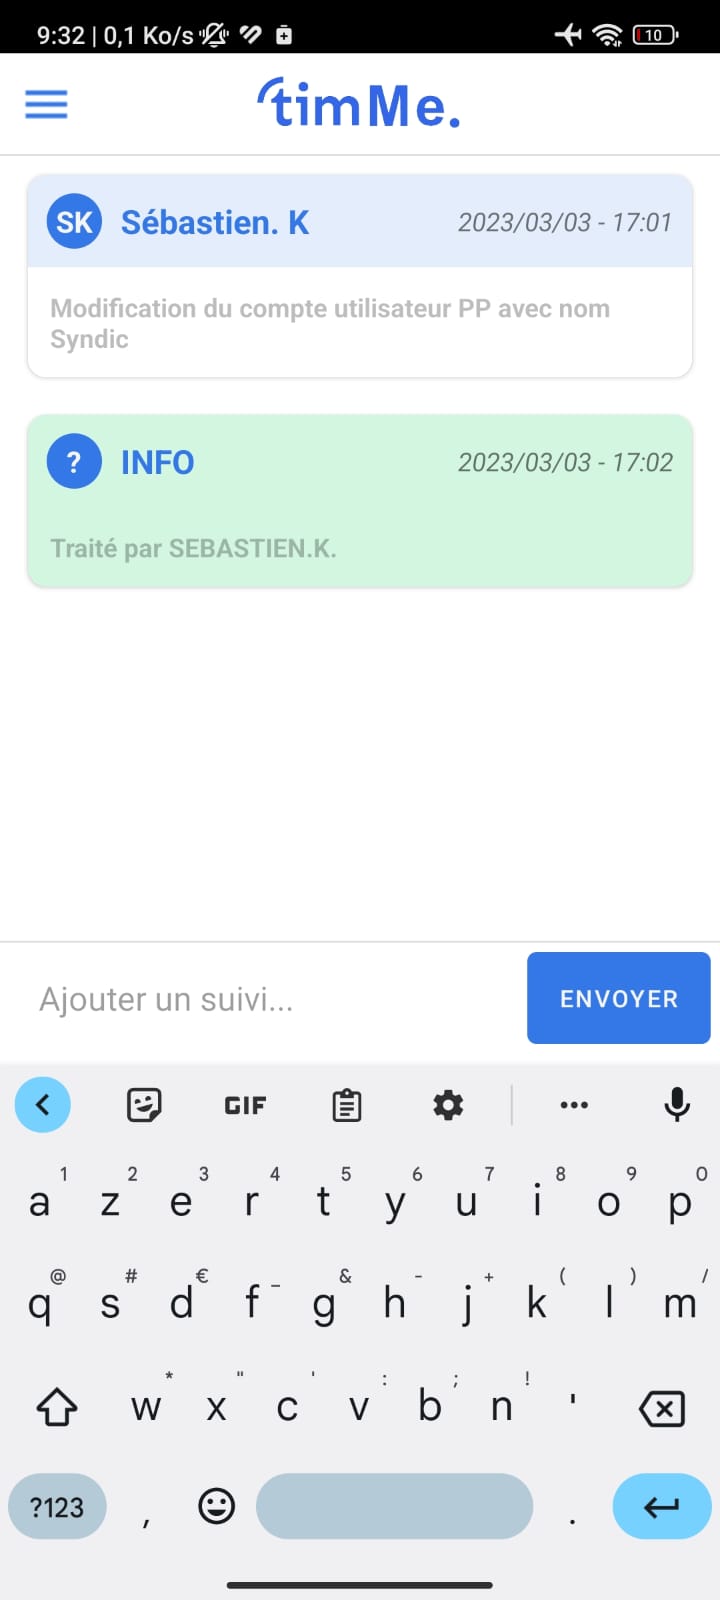 9:32 | 0,1 Ko/s
10
timMe.
SK Sébastien. K 2023/03/03 - 17:01
Modification du compte utilisateur PP avec nom
Syndic
? INFO 2023/03/03 - 17:02
Traité par SEBASTIEN.K.
Ajouter un suivi...
ENVOYER
GIF
1 2 3 4 5 6 7 8 9 0
a z e r t y u i o p
@ # € _ & - + ( ) /
q s d f g h j k l m
* " ' : ; !
w x c v b n '
?123 , .